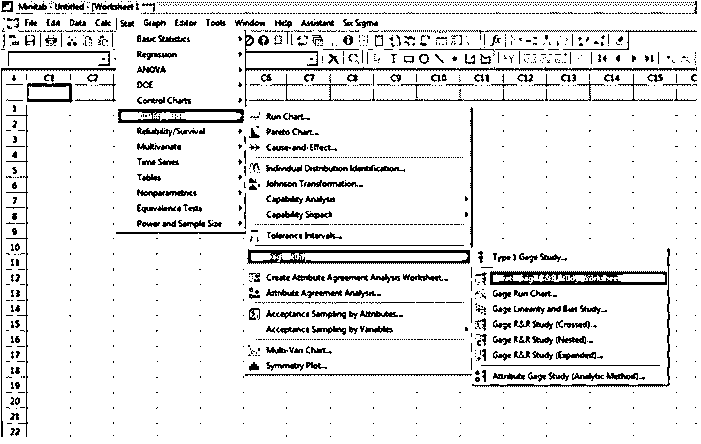 Minitab - Untitled - [Worksheet 1 ***]
File Edit Data Calc Stat Graph Editor Tools Window Help Assistant Six Sigma
C1 C2 C6 C7 C8 C9 C10 C11 C12 C13 C14 C15
Basic Statistics
Regression
ANOVA
DOE
Control Charts
Reliability/Survival
Multivariate
Time Series
Tables
Nonparametrics
Equivalence Tests
Power and Sample Size
Run Chart...
Pareto Chart...
Cause-and-Effect...
Individual Distribution Identification...
Johnson Transformation...
Capability Analysis
Capability Sixpack
Tolerance Intervals...
Create Attribute Agreement Analysis Worksheet...
Attribute Agreement Analysis...
Acceptance Sampling by Attributes...
Acceptance Sampling by Variables
Multi-Vari Chart...
Symmetry Plot...
Type 1 Gage Study...
Gage Run Chart...
Gage Linearity and Bias Study...
Gage R&R Study (Crossed)...
Gage R&R Study (Nested)...
Gage R&R Study (Expanded)...
Attribute Gage Study (Analytic Method)...
1
2
3
4
5
6
7
8
9
10
11
12
13
14
15
16
17
18
19
20
21
22